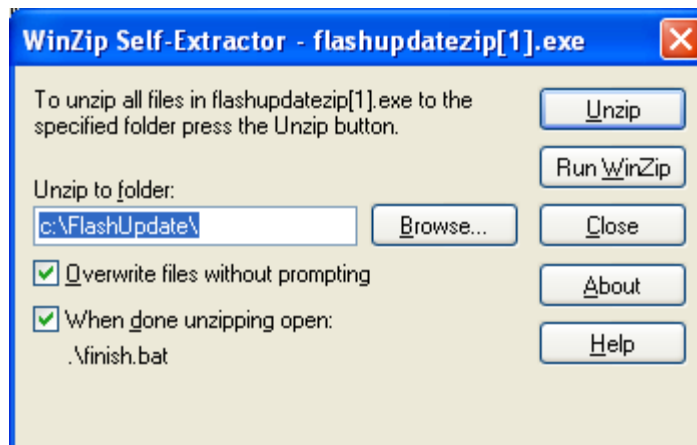 WinZip Self-Extractor - flashupdatezip[1].exe
To unzip all files in flashupdatezip[1].exe to the
specified folder press the Unzip button.
Unzip to folder:
c:\FlashUpdate\
Browse...
Overwrite files without prompting
When done unzipping open:
.\finish.bat
Unzip
Run WinZip
Close
About
Help